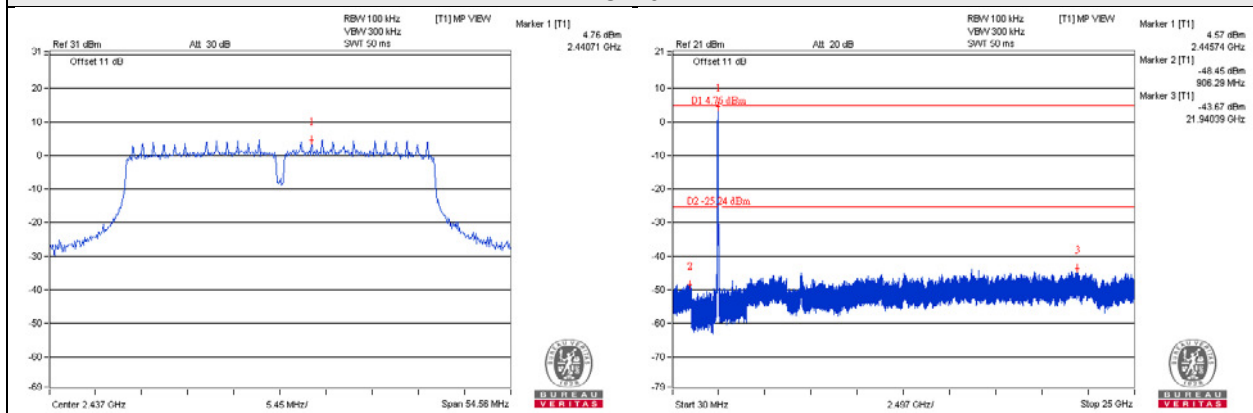 RBW 100 kHz
[T1] MP VIEW
VBW 300 kHz
Ref 31 dBm
Att 30 dB
SWT 50 ms
Marker 1 [T1]
4.76 dBm
2.44071 GHz
Offset 11 dB
31
20
10
0
-10
-20
-30
-40
-50
-60
-69
1
Center 2.437 GHz
5.45 MHz/
Span 54.58 MHz
BUREAU
VERITAS
RBW 100 kHz
[T1] MP VIEW
VBW 300 kHz
Ref 21 dBm
Att 20 dB
SWT 50 ms
Marker 1 [T1]
4.57 dBm
2.44574 GHz
Marker 2 [T1]
-48.45 dBm
906.29 MHz
Marker 3 [T1]
-43.67 dBm
21.94039 GHz
Offset 11 dB
21
10
0
-10
-20
-30
-40
-50
-60
-70
-79
1
D1 4.76 dBm
D2 -25.24 dBm
2
3
Start 30 MHz
2.497 GHz/
Stop 25 GHz
BUREAU
VERITAS